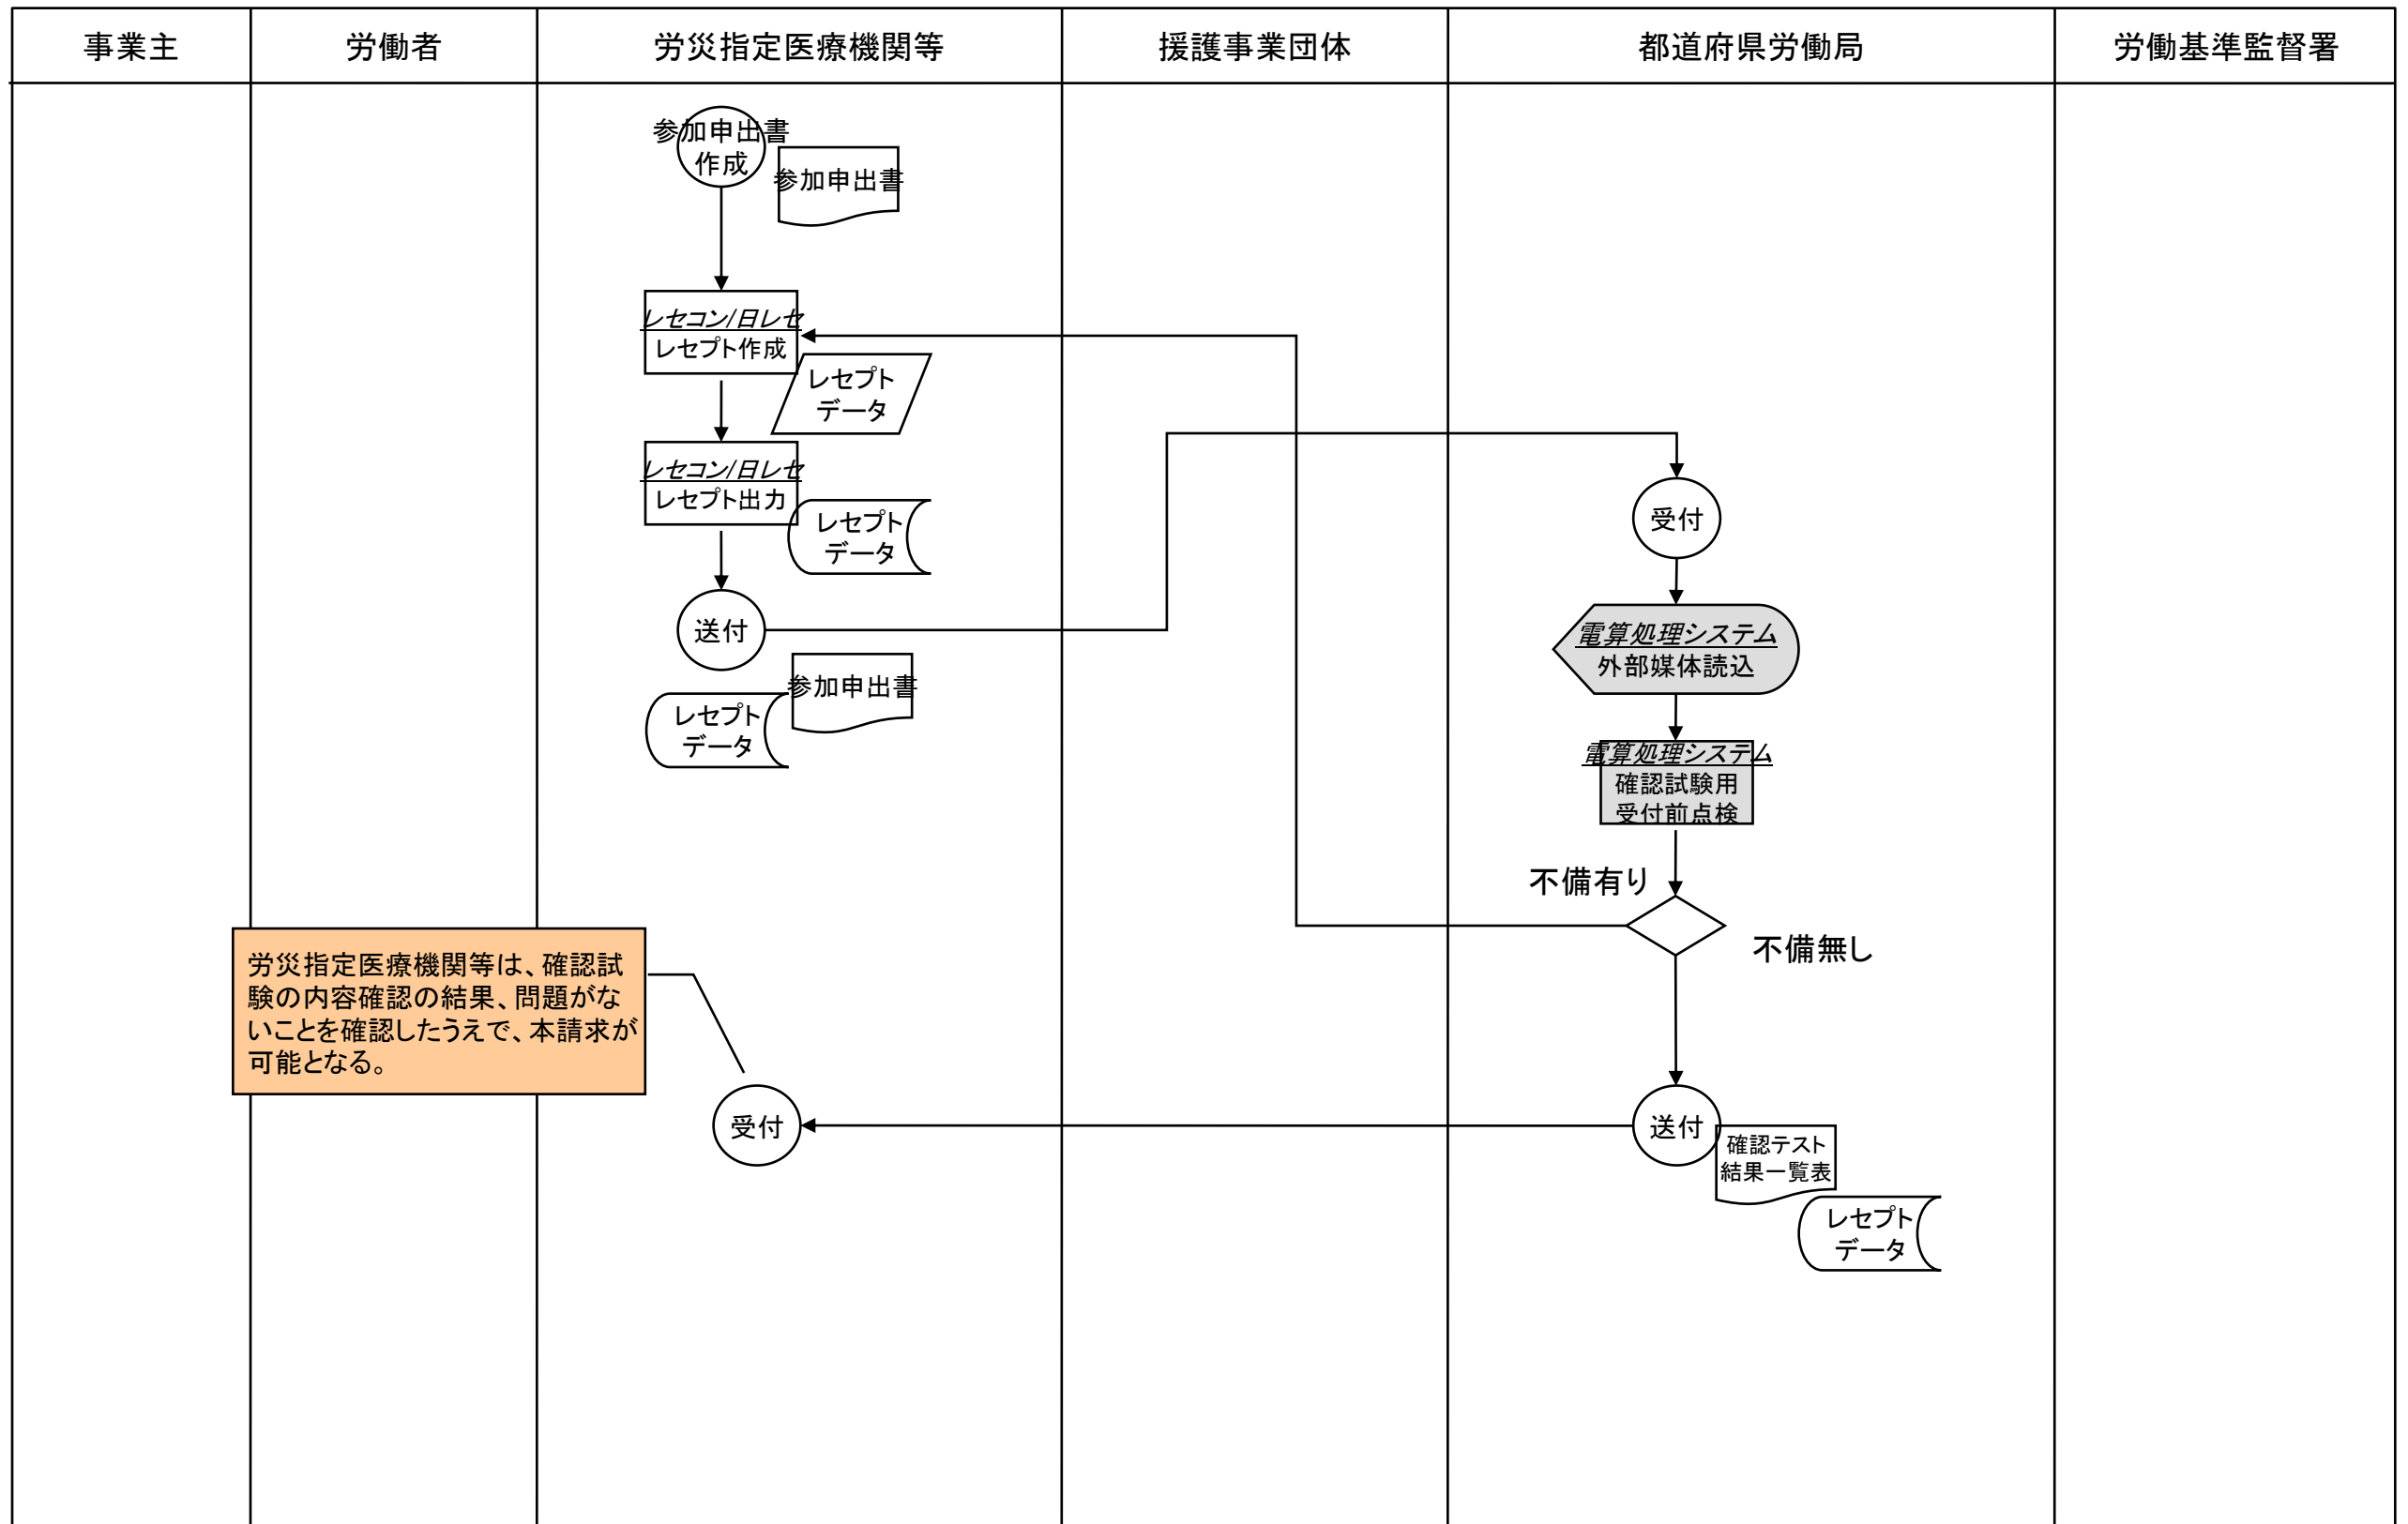 事業主
労働者
労災指定医療機関等
援護事業団体
都道府県労働局
労働基準監督署
参加申出書
作成
参加申出書
レセコン/日レセ
レセプト作成
レセプト
データ
レセコン/日レセ
レセプト出力
レセプト
データ
送付
参加申出書
レセプト
データ
受付
電算処理システム
外部媒体読込
電算処理システム
確認試験用
受付前点検
不備有り
不備無し
労災指定医療機関等は、確認試
験の内容確認の結果、問題がな
いことを確認したうえで、本請求が
可能となる。
受付
送付
確認テスト
結果一覧表
レセプト
データ